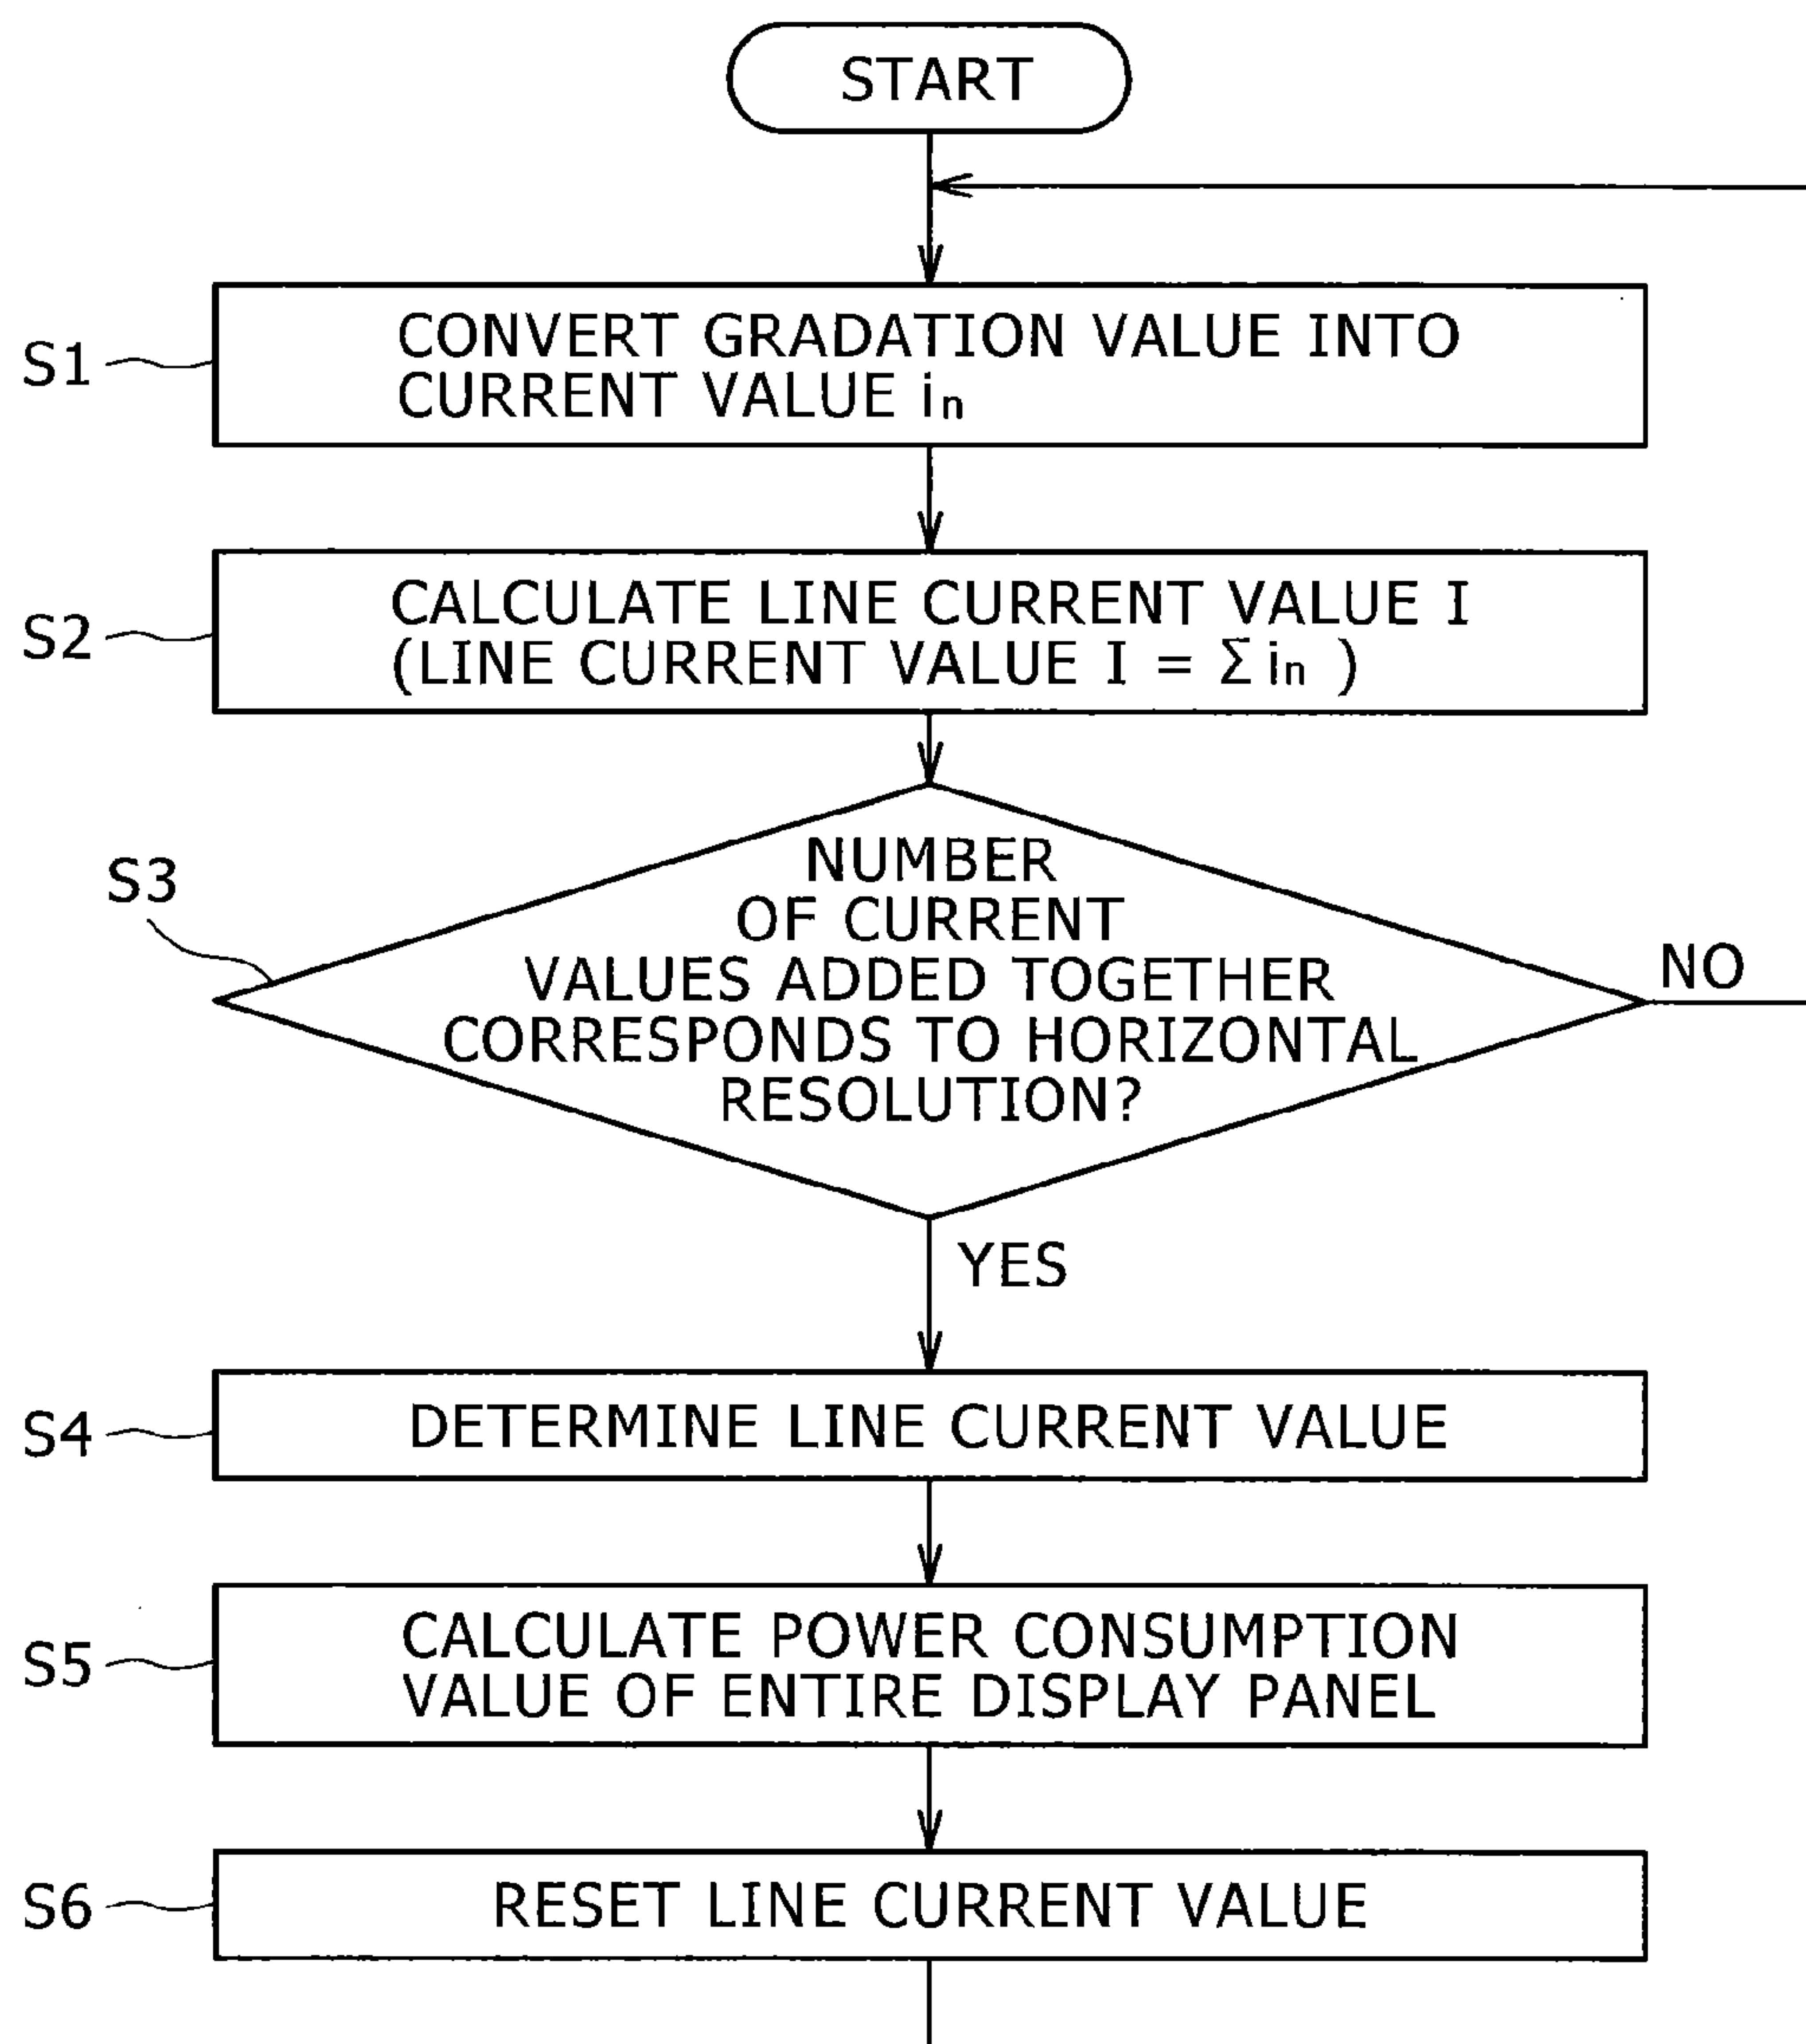 START
S1
CONVERT GRADATION VALUE INTO
CURRENT VALUE in
S2
CALCULATE LINE CURRENT VALUE I
(LINE CURRENT VALUE I = Σ in )
S3
NUMBER
OF CURRENT
VALUES ADDED TOGETHER
CORRESPONDS TO HORIZONTAL
RESOLUTION?
NO
YES
S4
DETERMINE LINE CURRENT VALUE
S5
CALCULATE POWER CONSUMPTION
VALUE OF ENTIRE DISPLAY PANEL
S6
RESET LINE CURRENT VALUE